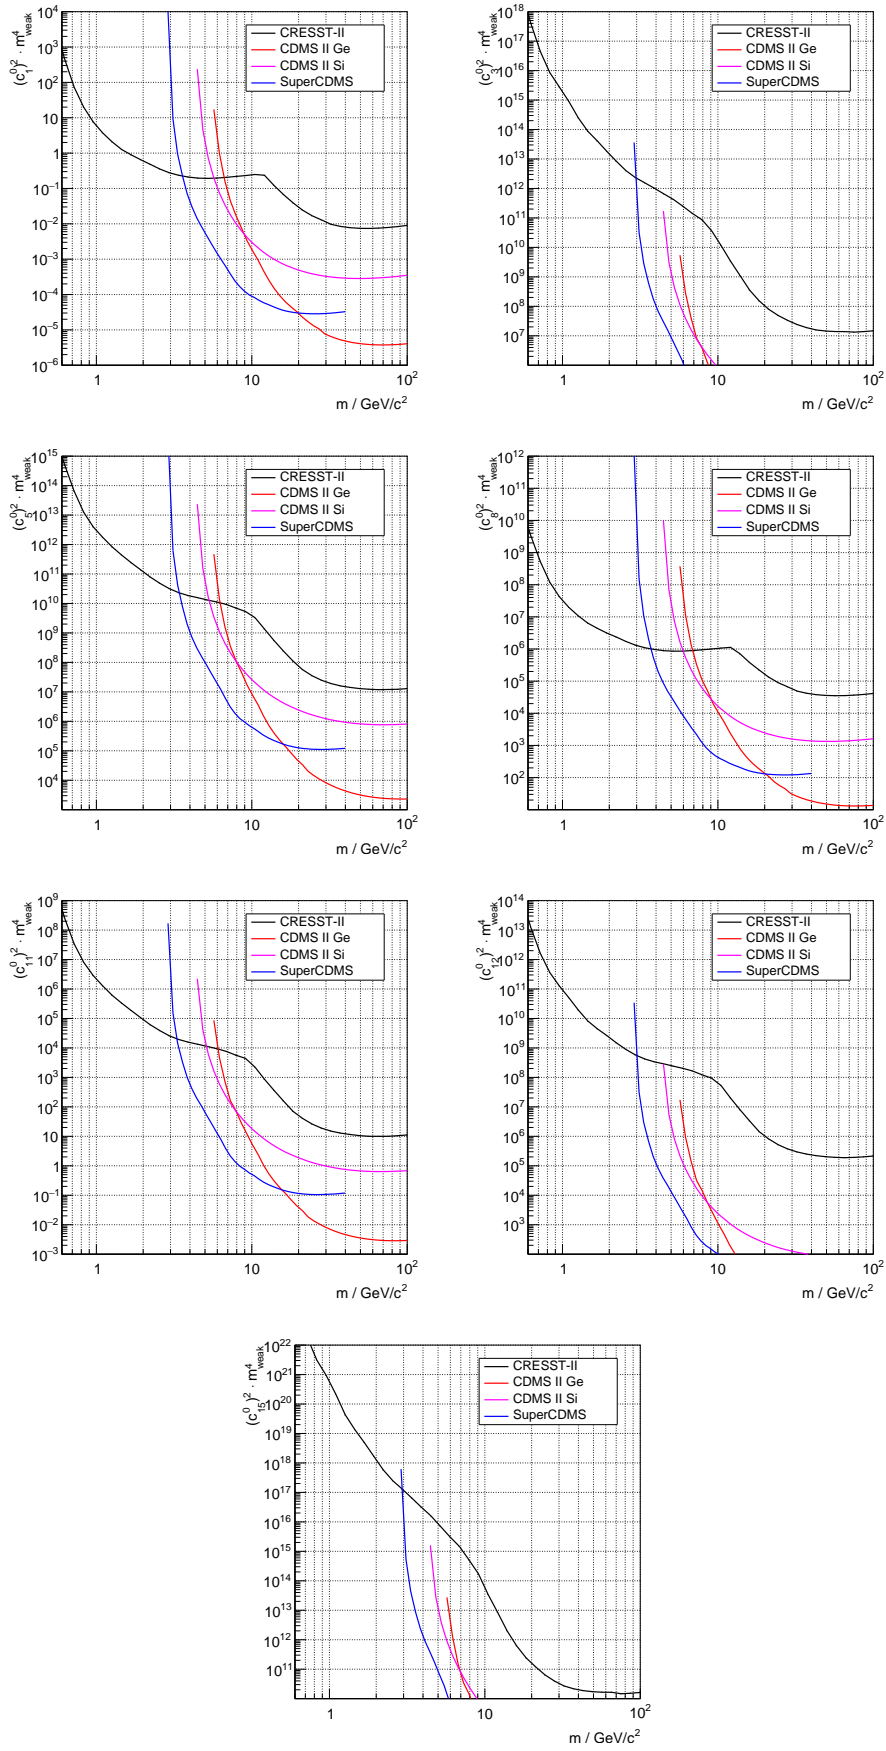 (c⁰₁)² · m⁴weak
10⁴
10³
10²
10
1
10⁻¹
10⁻²
10⁻³
10⁻⁴
10⁻⁵
10⁻⁶
CRESST-II
CDMS II Ge
CDMS II Si
SuperCDMS
1 10 10²
m / GeV/c²
(c⁰₃)² · m⁴weak
10¹⁸
10¹⁷
10¹⁶
10¹⁵
10¹⁴
10¹³
10¹²
10¹¹
10¹⁰
10⁹
10⁸
10⁷
CRESST-II
CDMS II Ge
CDMS II Si
SuperCDMS
1 10 10²
m / GeV/c²
(c⁰₅)² · m⁴weak
10¹⁵
10¹⁴
10¹³
10¹²
10¹¹
10¹⁰
10⁹
10⁸
10⁷
10⁶
10⁵
10⁴
CRESST-II
CDMS II Ge
CDMS II Si
SuperCDMS
1 10 10²
m / GeV/c²
(c⁰₈)² · m⁴weak
10¹²
10¹¹
10¹⁰
10⁹
10⁸
10⁷
10⁶
10⁵
10⁴
10³
10²
CRESST-II
CDMS II Ge
CDMS II Si
SuperCDMS
1 10 10²
m / GeV/c²
(c⁰₁₁)² · m⁴weak
10⁹
10⁸
10⁷
10⁶
10⁵
10⁴
10³
10²
10
1
10⁻¹
10⁻²
10⁻³
CRESST-II
CDMS II Ge
CDMS II Si
SuperCDMS
1 10 10²
m / GeV/c²
(c⁰₁₂)² · m⁴weak
10¹⁴
10¹³
10¹²
10¹¹
10¹⁰
10⁹
10⁸
10⁷
10⁶
10⁵
10⁴
10³
CRESST-II
CDMS II Ge
CDMS II Si
SuperCDMS
1 10 10²
m / GeV/c²
(c⁰₁₅)² · m⁴weak
10²²
10²¹
10²⁰
10¹⁹
10¹⁸
10¹⁷
10¹⁶
10¹⁵
10¹⁴
10¹³
10¹²
10¹¹
CRESST-II
CDMS II Ge
CDMS II Si
SuperCDMS
1 10 10²
m / GeV/c²